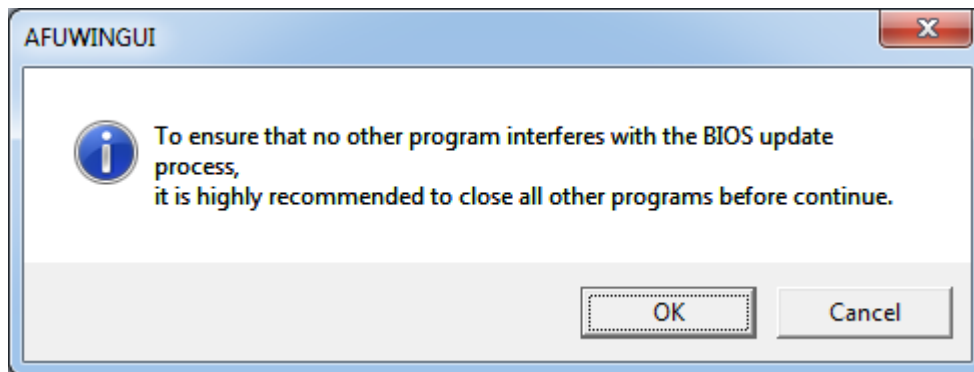 AFUWINGUI
To ensure that no other program interferes with the BIOS update
process,
it is highly recommended to close all other programs before continue.
OK
Cancel